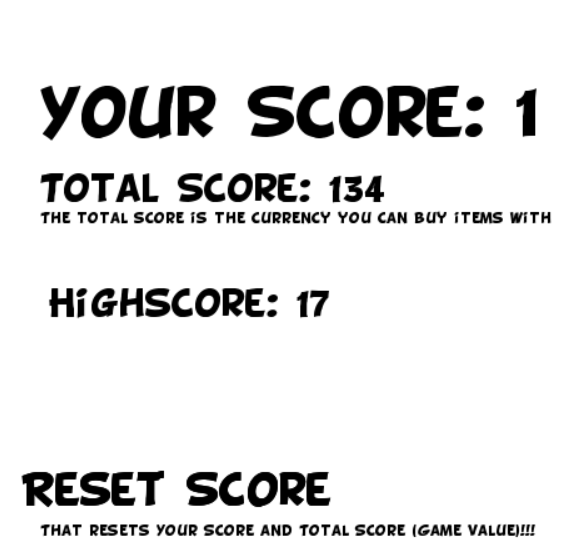 YOUR SCORE: 1
TOTAL SCORE: 134
THE TOTAL SCORE iS THE CURRENCY YOU CAN BUY iTEMS WiTH
HiGHSCORE: 17
RESET SCORE
THAT RESETS YOUR SCORE AND TOTAL SCORE (GAME VALUE)!!!